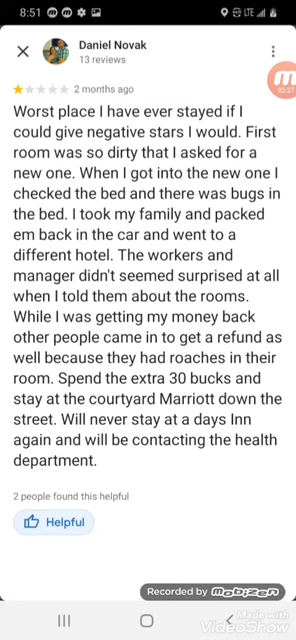 8:51
LTE
Daniel Novak
13 reviews
03:27
2 months ago
Worst place I have ever stayed if I
could give negative stars I would. First
room was so dirty that I asked for a
new one. When I got into the new one I
checked the bed and there was bugs in
the bed. I took my family and packed
em back in the car and went to a
different hotel. The workers and
manager didn't seemed surprised at all
when I told them about the rooms.
While I was getting my money back
other people came in to get a refund as
well because they had roaches in their
room. Spend the extra 30 bucks and
stay at the courtyard Marriott down the
street. Will never stay at a days Inn
again and will be contacting the health
department.
2 people found this helpful
Helpful
Recorded by mobizen
Made with
VideoShow